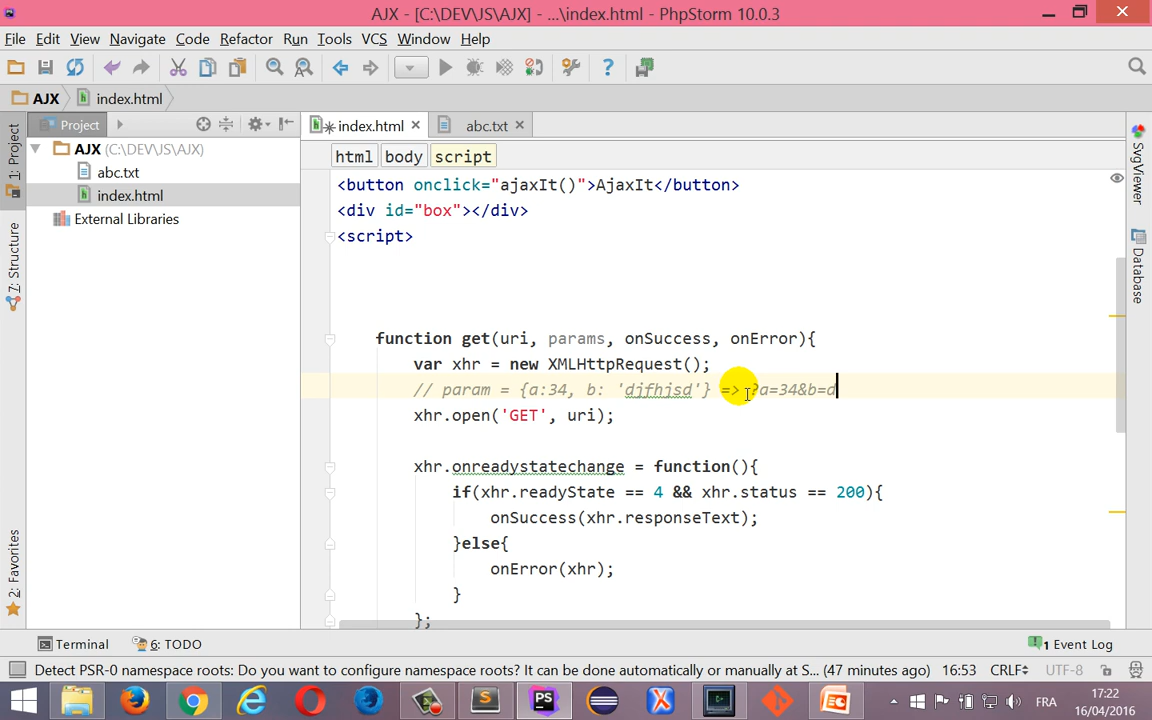 AJX - [C:\DEV\JS\AJX] - ...\index.html - PhpStorm 10.0.3
File Edit View Navigate Code Refactor Run Tools VCS Window Help
AJX index.html
1: Project
7: Structure
2: Favorites
Project
AJX (C:\DEV\JS\AJX)
abc.txt
index.html
External Libraries
index.html abc.txt
html body script
<button onclick="ajaxIt()">AjaxIt</button>
<div id="box"></div>
<script>
function get(uri, params, onSuccess, onError){
var xhr = new XMLHttpRequest();
// param = {a:34, b: 'djfhjsd'} => ?a=34&b=d
xhr.open('GET', uri);
xhr.onreadystatechange = function(){
if(xhr.readyState == 4 && xhr.status == 200){
onSuccess(xhr.responseText);
}else{
onError(xhr);
}
};
SvgViewer
Database
Terminal 6: TODO 1 Event Log
Detect PSR-0 namespace roots: Do you want to configure namespace roots? It can be done automatically or manually at S... (47 minutes ago) 16:53 CRLF UTF-8
FRA 17:22
16/04/2016